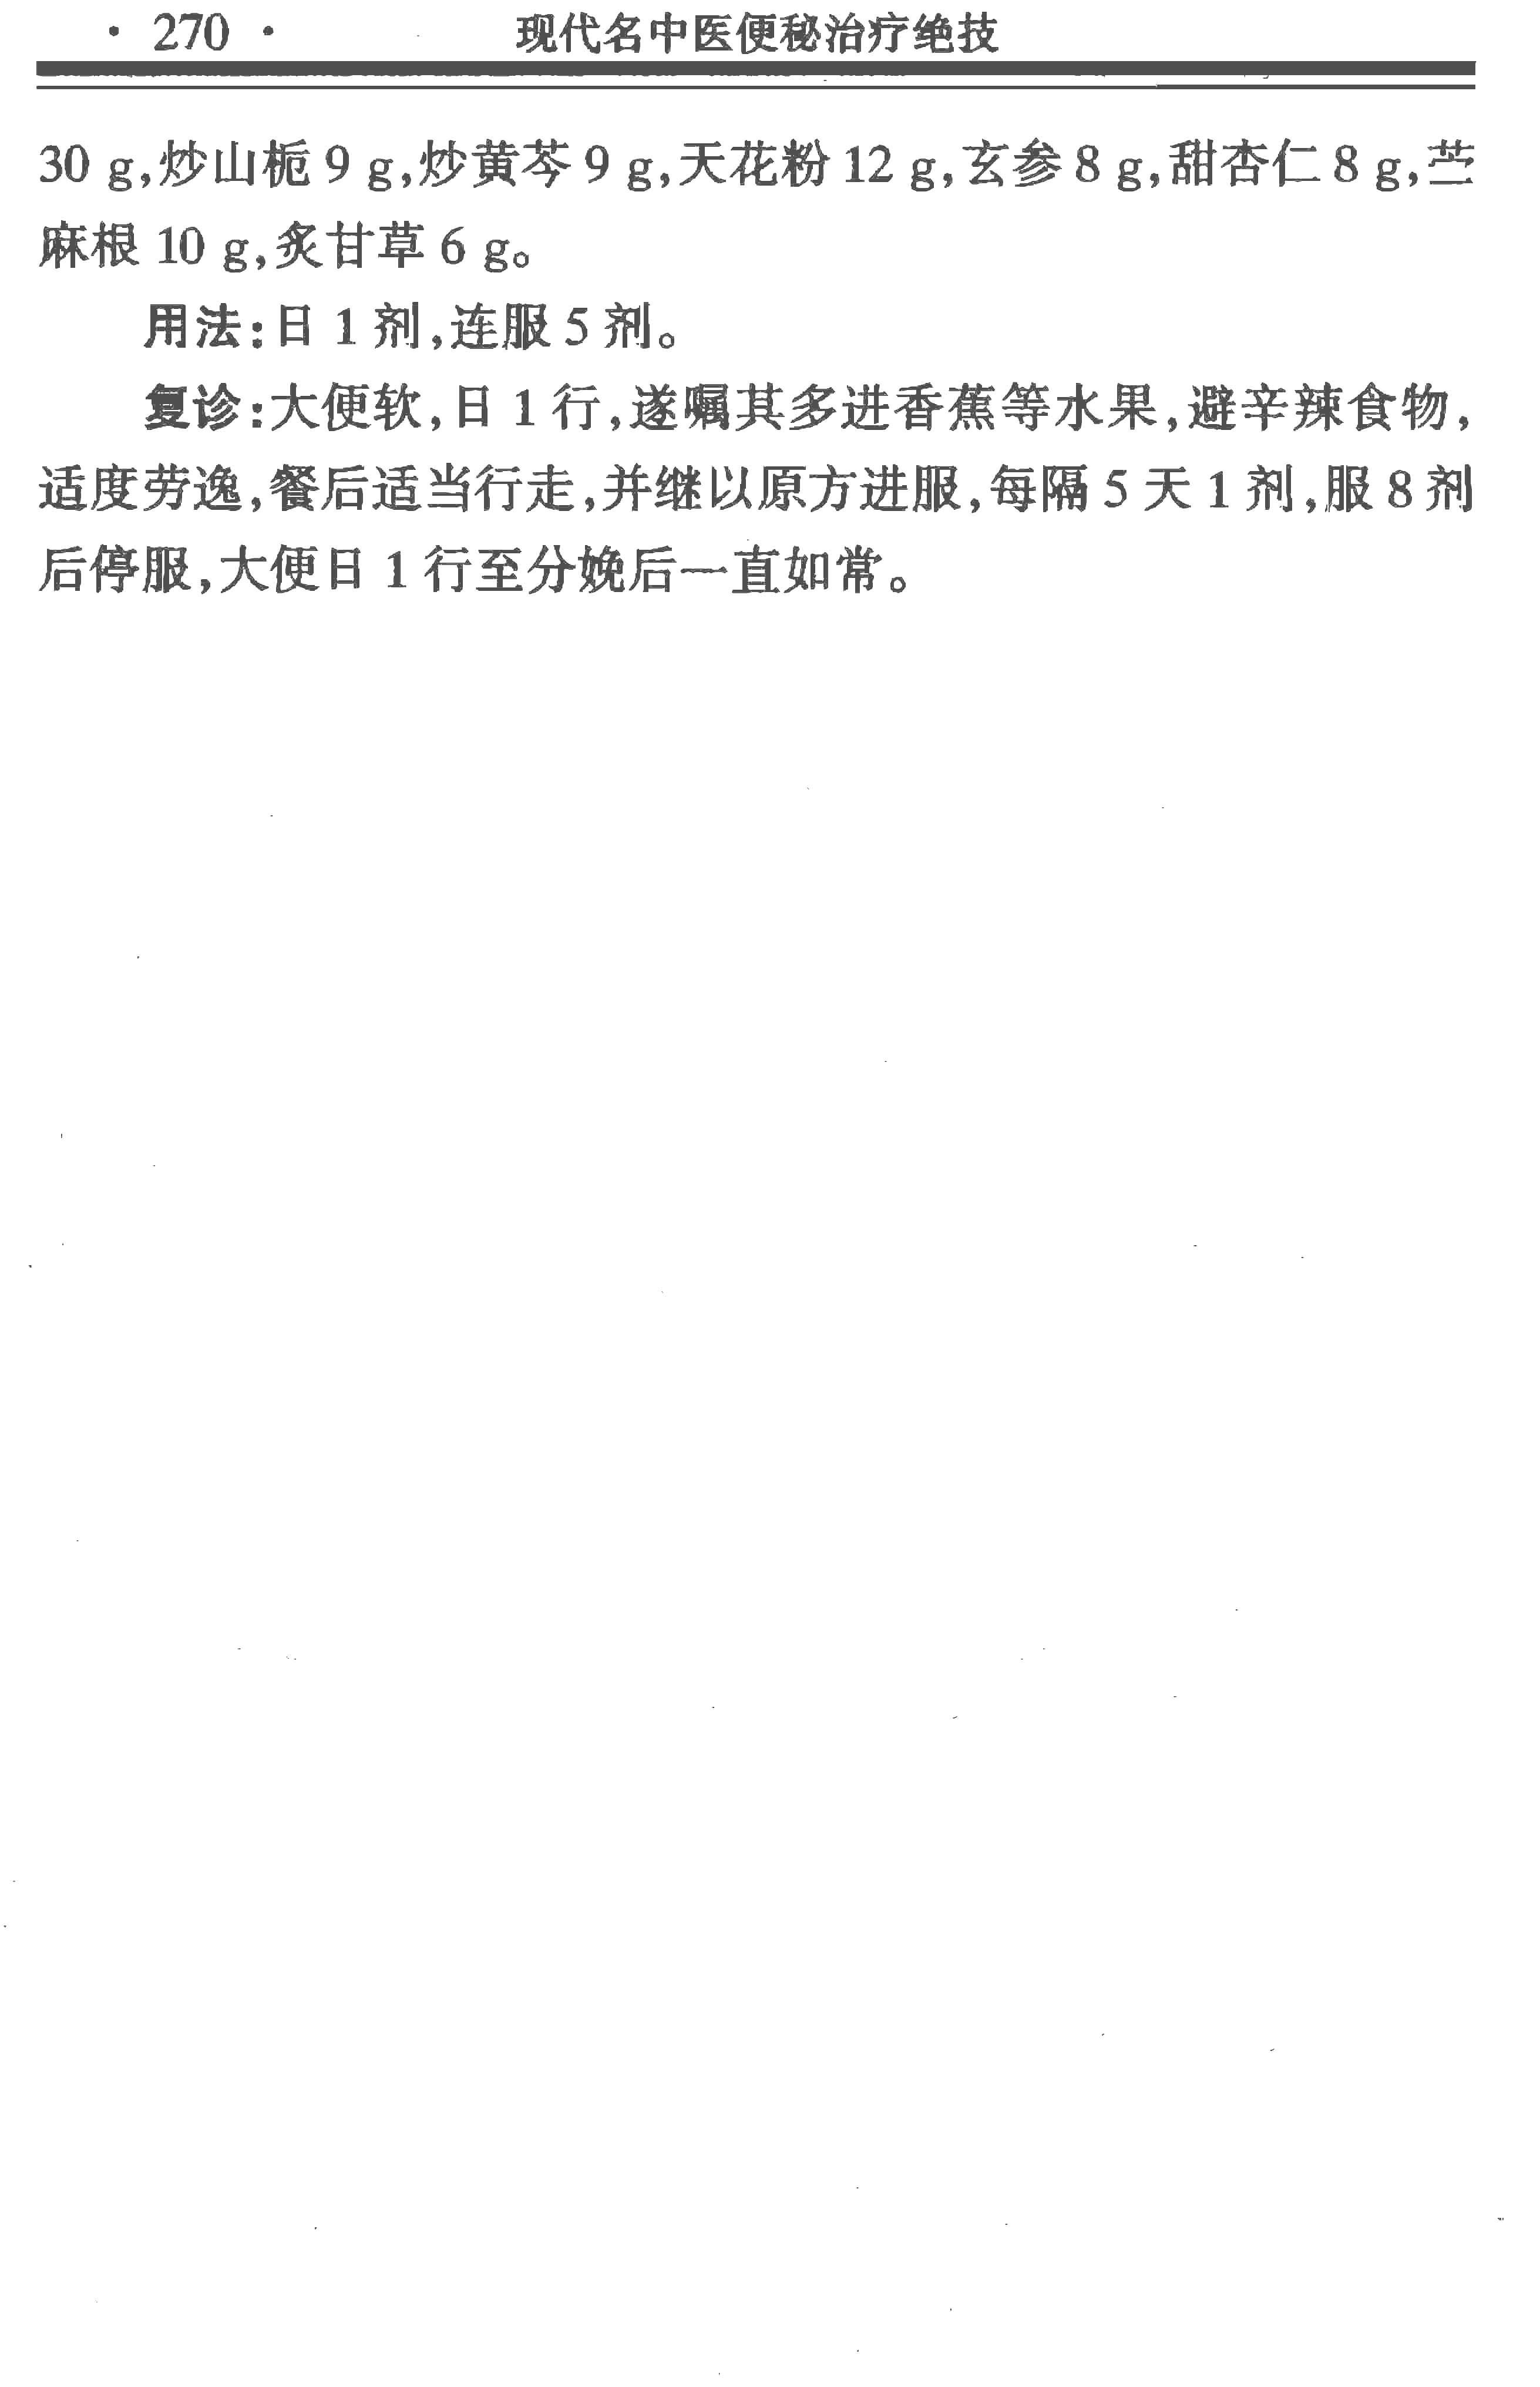 · 270 · 现代名中医便秘治疗绝技
30 g,炒山栀 9 g,炒黄芩 9 g,天花粉 12 g,玄参 8 g,甜杏仁 8 g,苎
麻根 10 g,炙甘草 6 g。
用法:日 1 剂,连服 5 剂。
复诊:大便软,日 1 行,遂嘱其多进香蕉等水果,避辛辣食物,
适度劳逸,餐后适当行走,并继以原方进服,每隔 5 天 1 剂,服 8 剂
后停服,大便日 1 行至分娩后一直如常。